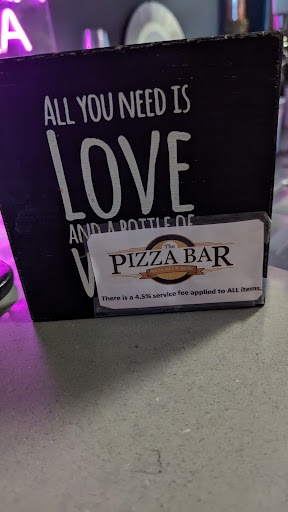 A
ALL YOU NEED IS
LOVE
AND A BOTTLE OF
The
PIZZA BAR
There is a 4.5% service fee applied to ALL items.